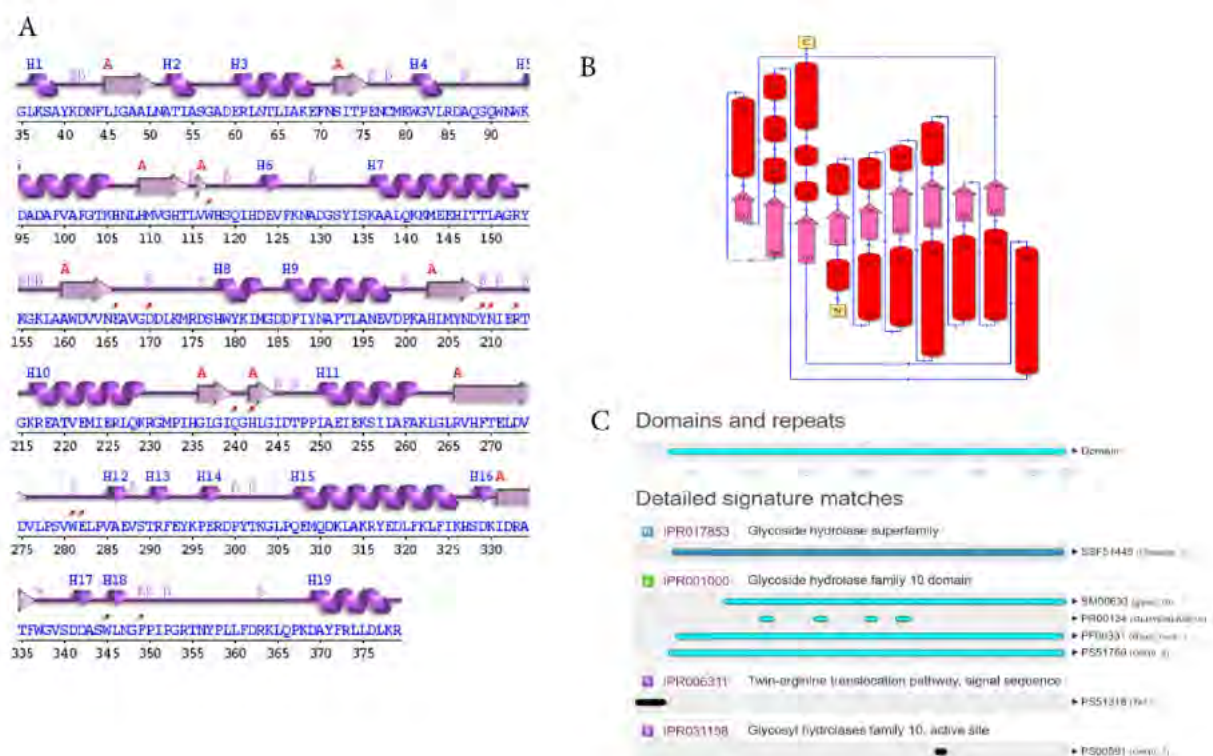 A
H1 A H2 H3 A H4 H5
GLKSAYKDNFLIGAALNATIASGADERLNTLIAKEFNSITPENCMKWGVLRDAQGQWNWK
35 40 45 50 55 60 65 70 75 80 85 90
A A H6 H7
DADAFVAFGTKHNLHMVGHTLVWHSQIHDEVFKNADGSYISKAALQKKMEEHITTLAGRY
95 100 105 110 115 120 125 130 135 140 145 150
A H8 H9 A
KGKLAAWDVVNEAVGDDLKMRDSHWYKIMGDDFIYNAFTLANEVDPKAHLMYNDYNIERT
155 160 165 170 175 180 185 190 195 200 205 210
H10 A A H11 A
GKREATVEMIERLQKRGMPIHGLGIQGHLGIDTPPIAEIEKSIIAFAKLGLRVHFTELDV
215 220 225 230 235 240 245 250 255 260 265 270
H12 H13 H14 H15 H16 A
DVLPSVWELPVAEVSTRFEYKPERDPYTKGLPQEMQDKLAKRYEDLFKLFIKHSDKIDRA
275 280 285 290 295 300 305 310 315 320 325 330
H17 H18 H19
TFWGVSDDASWLNGFPIPGRTNYPLLFDRKLQPKDAYFRLLDLKR
335 340 345 350 355 360 365 370 375
B
C
N
C Domains and repeats
Domain
Detailed signature matches
IPR017853 Glycoside hydrolase superfamily
SSF51445
IPR001000 Glycoside hydrolase family 10 domain
SM00633
PR00134
PF00331
PS51760
IPR006311 Twin-arginine translocation pathway, signal sequence
PS51318
IPR031158 Glycosyl hydrolases family 10, active site
PS00591